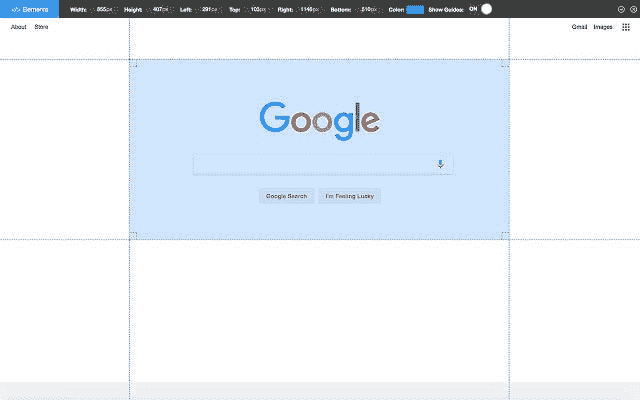 </> Elements Width: 855px Height: 407px Left: 291px Top: 103px Right: 1146px Bottom: 510px Color: Show Guides: ON
About Store Gmail Images
Google
Google Search I'm Feeling Lucky